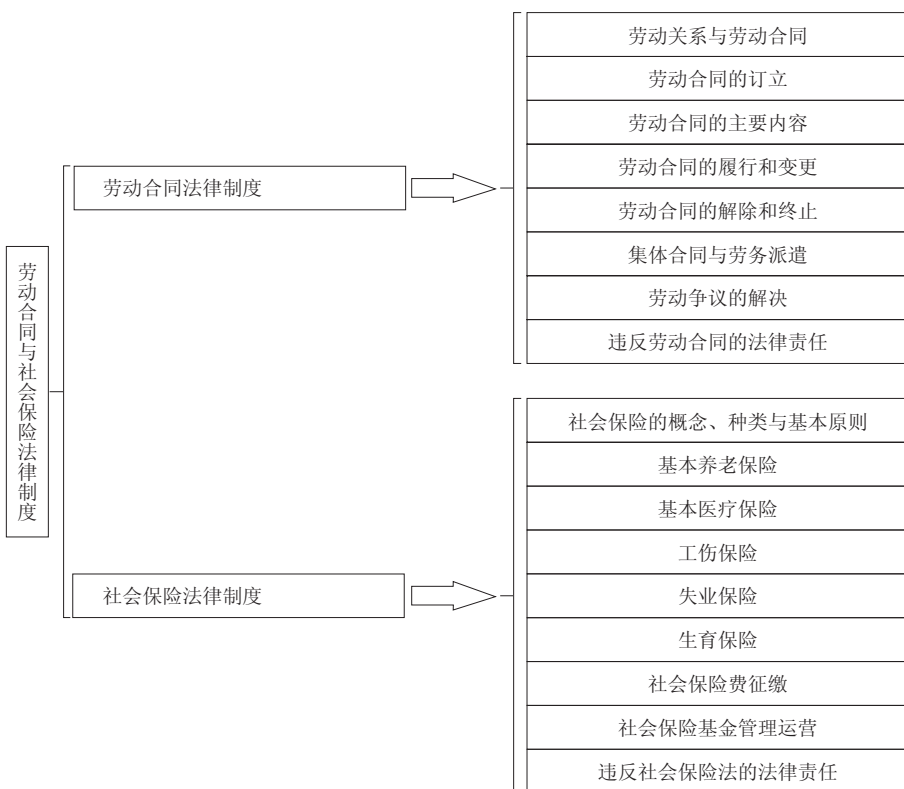 劳动合同与社会保险法律制度
劳动合同法律制度
劳动关系与劳动合同
劳动合同的订立
劳动合同的主要内容
劳动合同的履行和变更
劳动合同的解除和终止
集体合同与劳务派遣
劳动争议的解决
违反劳动合同的法律责任
社会保险法律制度
社会保险的概念、种类与基本原则
基本养老保险
基本医疗保险
工伤保险
失业保险
生育保险
社会保险费征缴
社会保险基金管理运营
违反社会保险法的法律责任